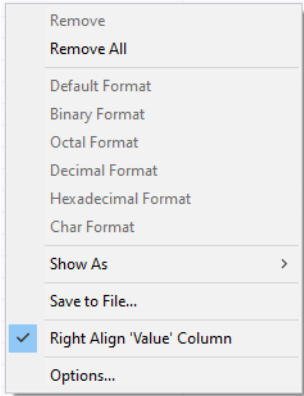 Remove
Remove All
Default Format
Binary Format
Octal Format
Decimal Format
Hexadecimal Format
Char Format
Show As
Save to File...
Right Align 'Value' Column
Options...